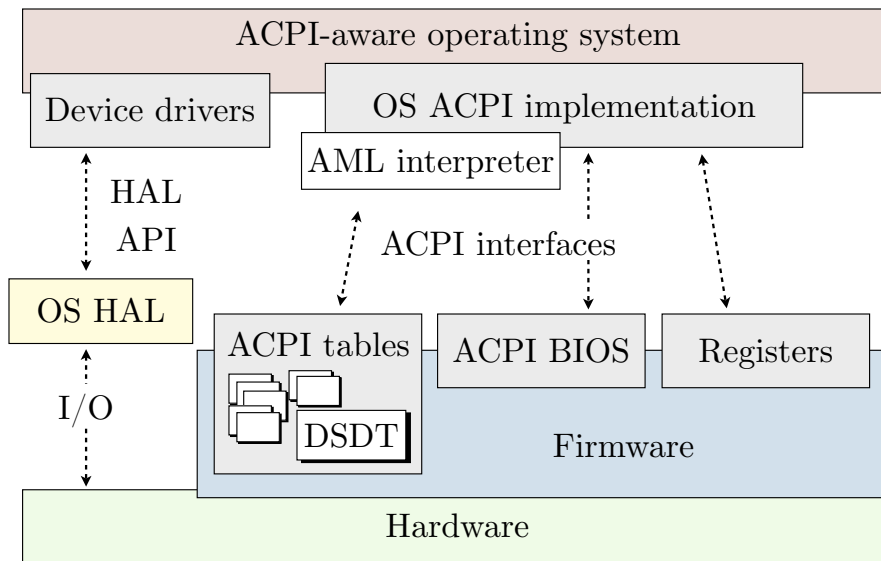 ACPI-aware operating system
Device drivers
OS ACPI implementation
AML interpreter
HAL
API
ACPI interfaces
OS HAL
ACPI tables
ACPI BIOS
Registers
I/O
DSDT
Firmware
Hardware